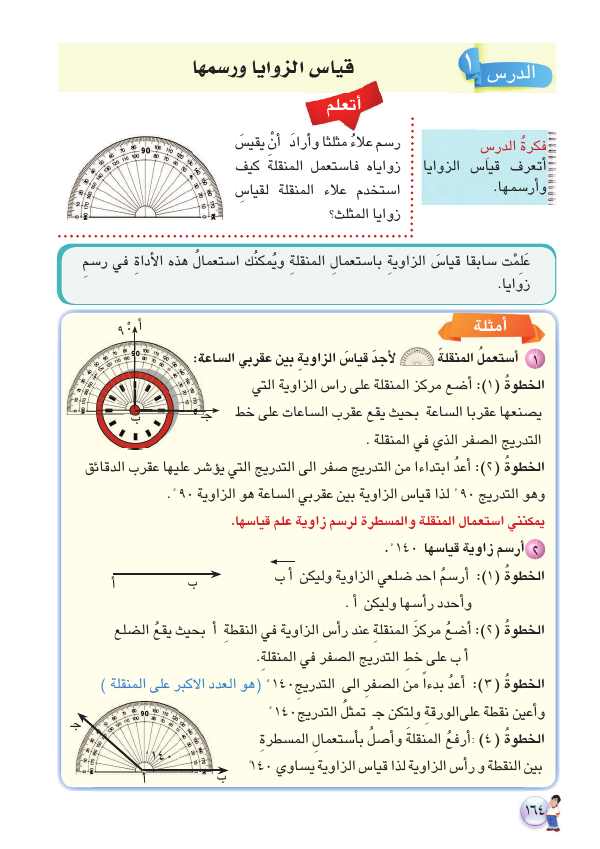 الدرس ١
قياس الزوايا ورسمها
أتعلم
فكرةُ الدرس
أتعرف قياس الزوايا
وأرسمها.
رسم علاءُ مثلثا وأرادَ أنْ يقيسَ
زواياه فاستعمل المنقلةَ كيف
استخدم علاء المنقلة لقياسِ
زوايا المثلث؟
عَلِمْت سابقا قياسَ الزاويةِ باستعمالِ المنقلةِ ويُمكنُك استعمالُ هذه الأداةِ في رسمِ
زوايا.
أمثلة
١ أستعملُ المنقلةَ لأجدَ قياسَ الزاويةِ بين عقربي الساعة:
الخطوةُ (١): أضع مركز المنقلة على راس الزاوية التي
يصنعها عقربا الساعة بحيث يقع عقرب الساعات على خط
التدريج الصفر الذي في المنقلة .
الخطوةُ (٢): أعدُ ابتداءا من التدريج صفر الى التدريج التي يؤشر عليها عقرب الدقائق
وهو التدريج ٩٠° لذا قياس الزاوية بين عقربي الساعة هو الزاوية ٩٠°.
أ
٩٠°
ب
جـ
يمكنني استعمال المنقلة والمسطرة لرسم زاوية علم قياسها.
٢ أرسم زاوية قياسها ١٤٠°.
الخطوةُ (١): أرسمُ احد ضلعي الزاوية وليكن أ ب
وأحدد رأسها وليكن أ .
أ ب
الخطوةُ (٢): أضعُ مركزَ المنقلةِ عند رأس الزاوية في النقطةِ أ بحيث يقعُ الضلع
أ ب على خطِ التدريج الصفر في المنقلة.
الخطوةُ (٣): أعد بدءاً من الصفرِ الى التدريجِ١٤٠° (هو العدد الاكبر على المنقلة )
وأعين نقطة على الورقةِ ولتكن جـ تمثلُ التدريج١٤٠°
الخطوةُ (٤) :أرفعُ المنقلةَ وأصلُ بأستعمالِ المسطرةِ
بين النقطة ورأس الزاوية لذا قياس الزاوية يساوي ١٤٠°
جـ
١٤٠°
أ
ب
١٦٤